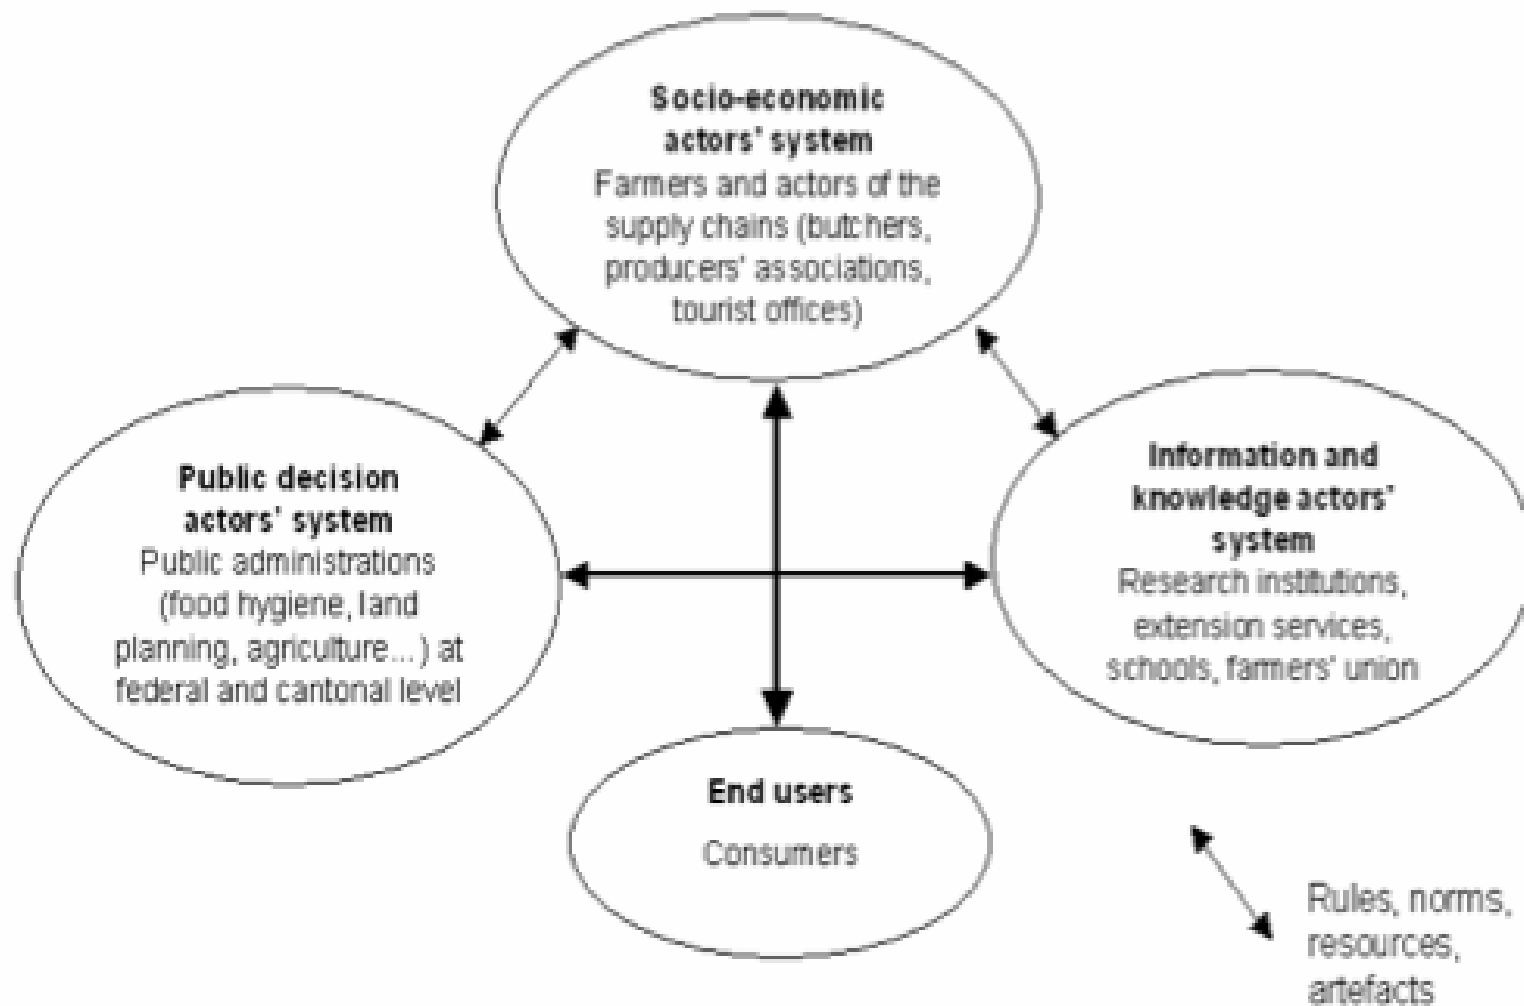 Socio-economic
actors' system
Farmers and actors of the
supply chains (butchers,
producers' associations,
tourist offices)
Public decision
actors' system
Public administrations
(food hygiene, land
planning, agriculture...) at
federal and cantonal level
Information and
knowledge actors'
system
Research institutions,
extension services,
schools, farmers' union
End users
Consumers
Rules, norms,
resources,
artefacts